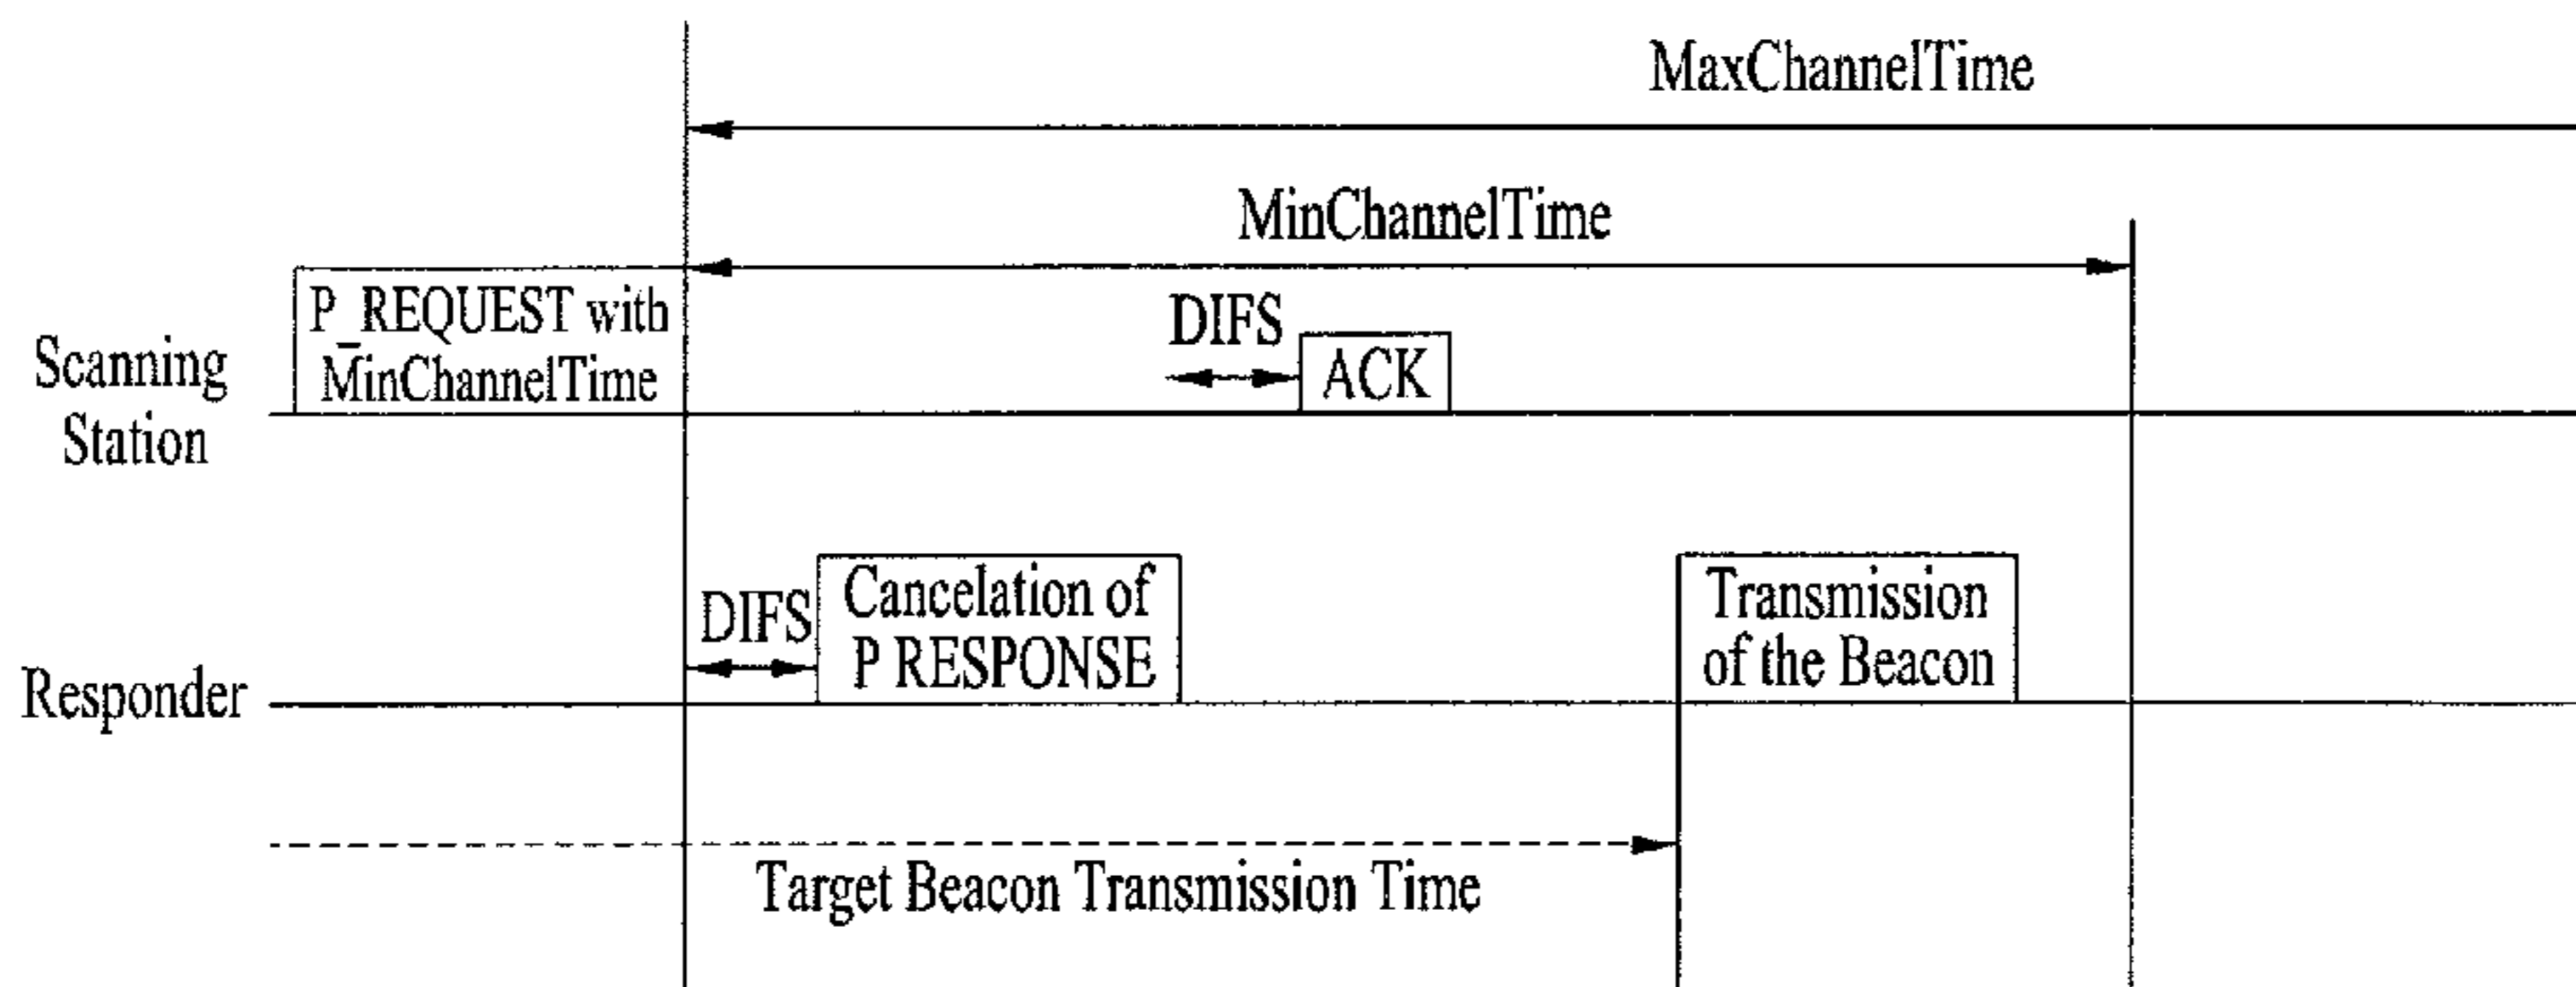 MaxChannelTime
MinChannelTime
P_REQUEST with
MinChannelTime
DIFS
ACK
Scanning
Station
DIFS
Cancelation of
P RESPONSE
Transmission
of the Beacon
Responder
Target Beacon Transmission Time